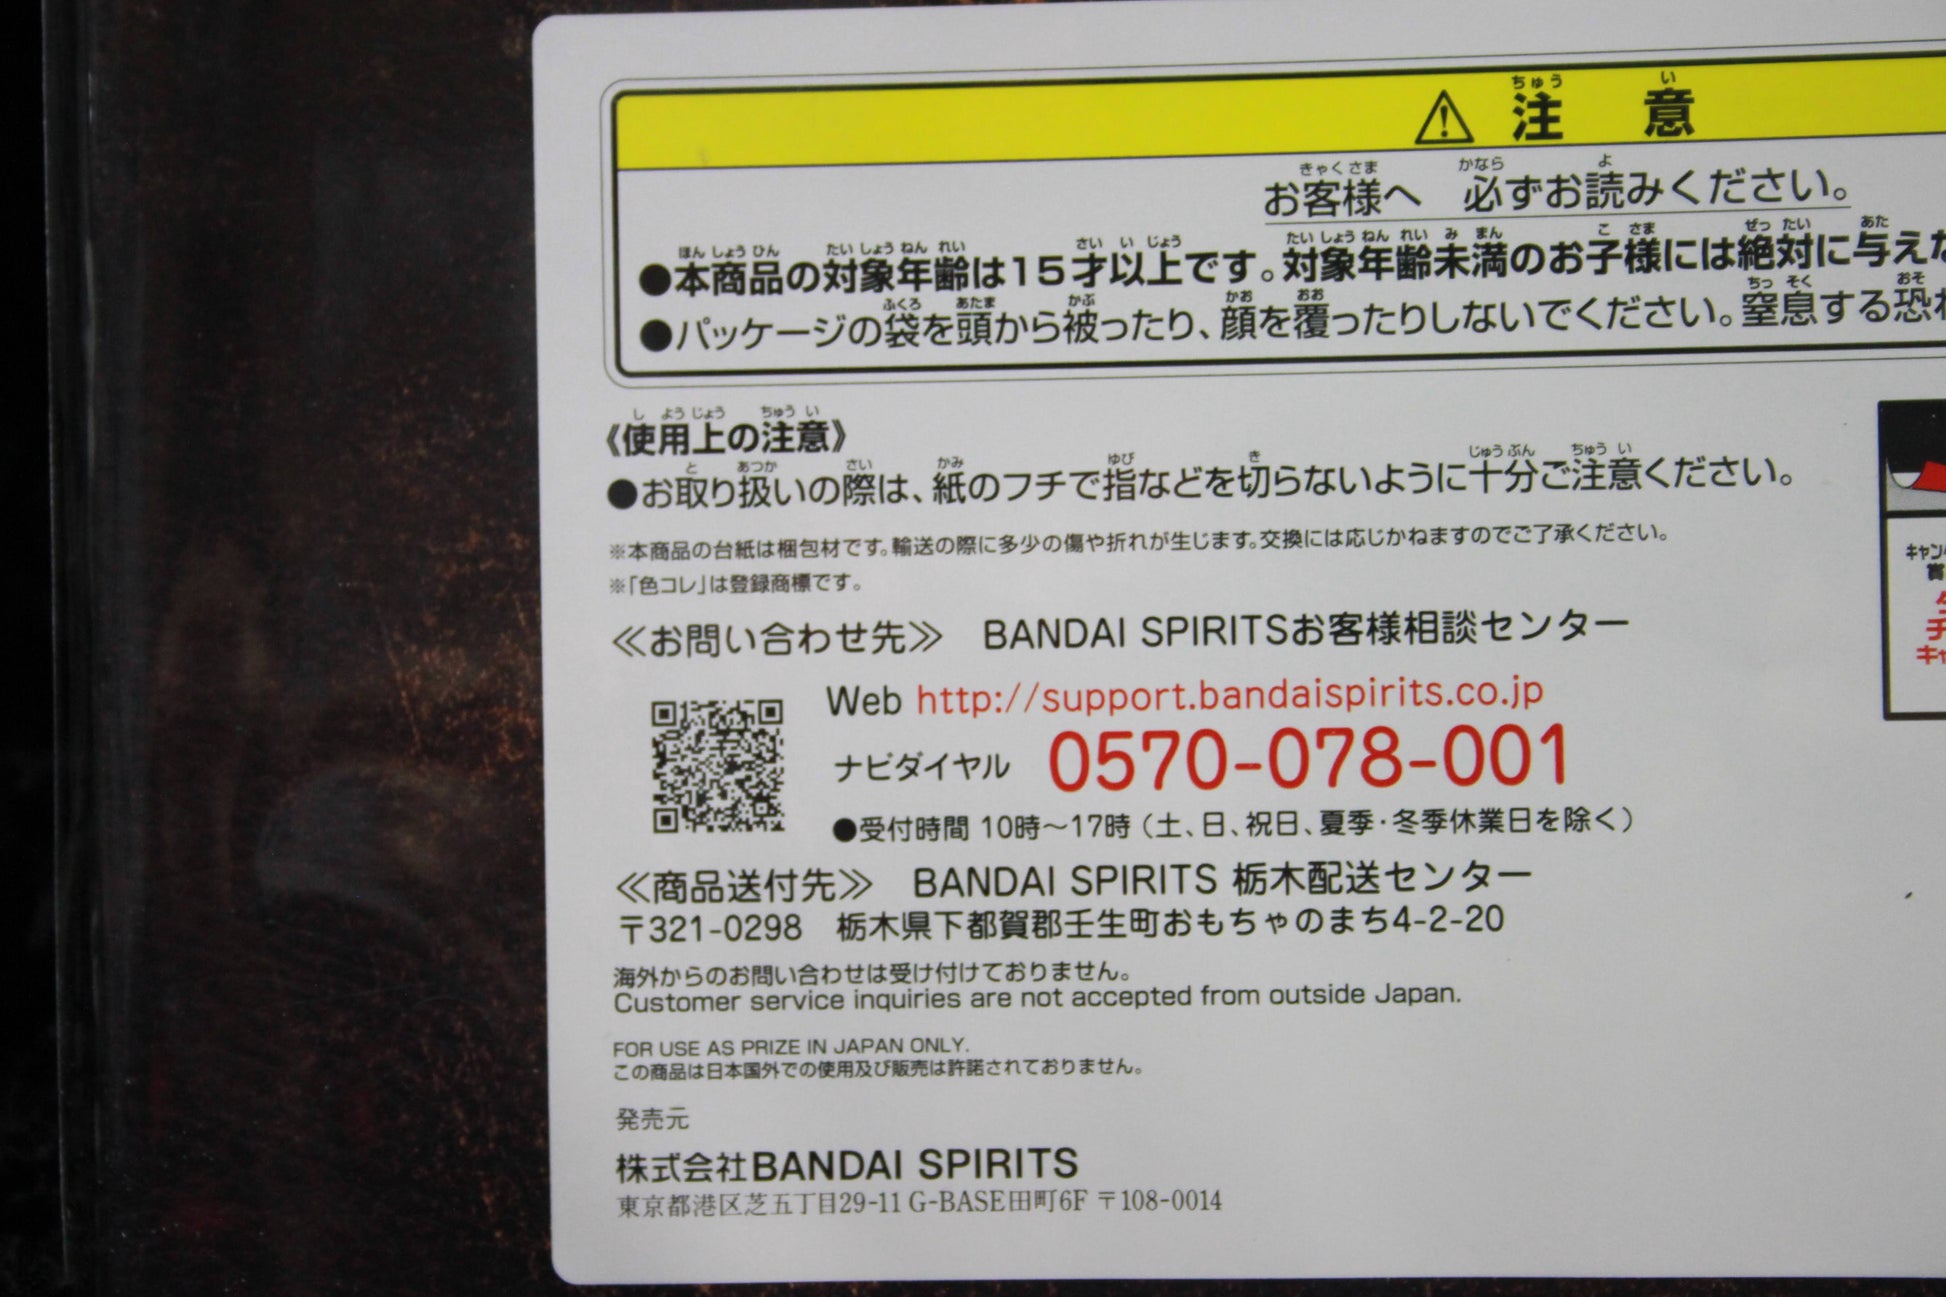 ⚠ 注意
お客様へ 必ずお読みください。
●本商品の対象年齢は15才以上です。対象年齢未満のお子様には絶対に与えな
●パッケージの袋を頭から被ったり、顔を覆ったりしないでください。窒息する恐れ
《使用上の注意》
●お取り扱いの際は、紙のフチで指などを切らないように十分ご注意ください。
※本商品の台紙は梱包材です。輸送の際に多少の傷や折れが生じます。交換には応じかねますのでご了承ください。
※「色コレ」は登録商標です。
≪お問い合わせ先≫ BANDAI SPIRITSお客様相談センター
Web http://support.bandaispirits.co.jp
ナビダイヤル 0570-078-001
●受付時間 10時～17時（土、日、祝日、夏季・冬季休業日を除く）
≪商品送付先≫ BANDAI SPIRITS 栃木配送センター
〒321-0298 栃木県下都賀郡壬生町おもちゃのまち4-2-20
海外からのお問い合わせは受け付けておりません。
Customer service inquiries are not accepted from outside Japan.
FOR USE AS PRIZE IN JAPAN ONLY.
この商品は日本国外での使用及び販売は許諾されておりません。
発売元
株式会社BANDAI SPIRITS
東京都港区芝五丁目29-11 G-BASE田町6F 〒108-0014
キャン
賞
チ
キャ